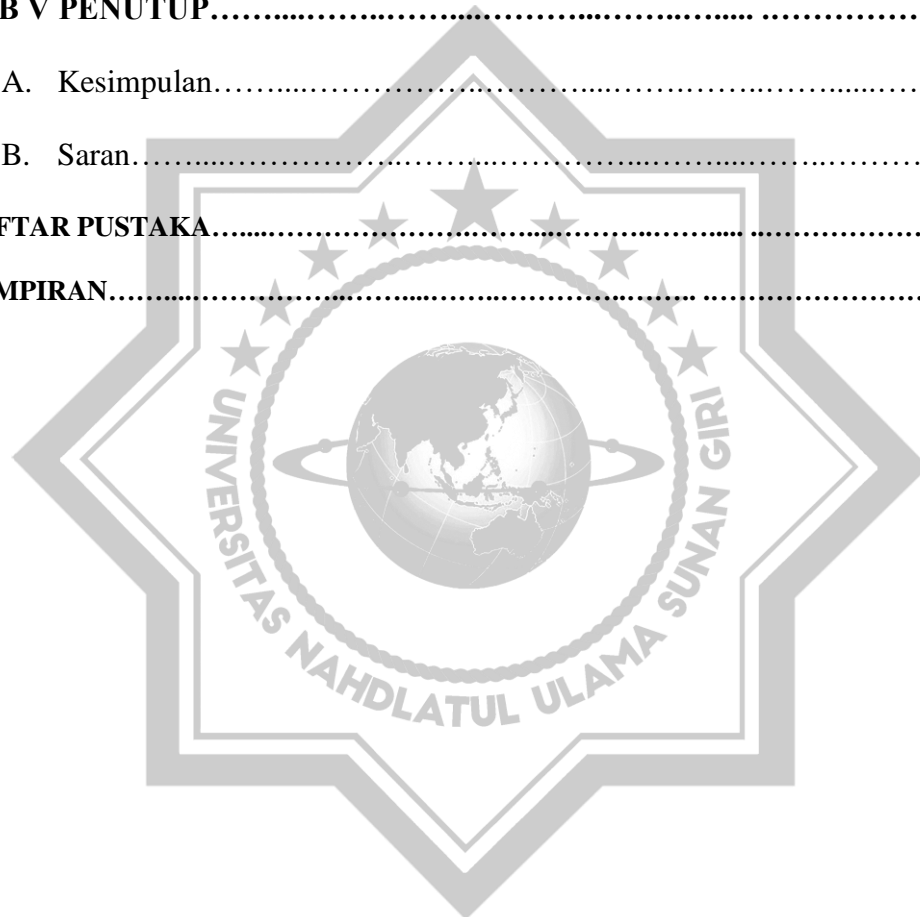 B V PENUTUP……....……..……....………...……..…..... .……………
A. Kesimpulan……...……………..………...…….……..…….....……
B. Saran……...……………..……...…………...……...……..………
FTAR PUSTAKA…....……………………...………..……..... .………………
MPIRAN……....……………..……....……..…………..…….. .…………………
UNIVERSITAS NAHDLATUL ULAMA SUNAN GIRI